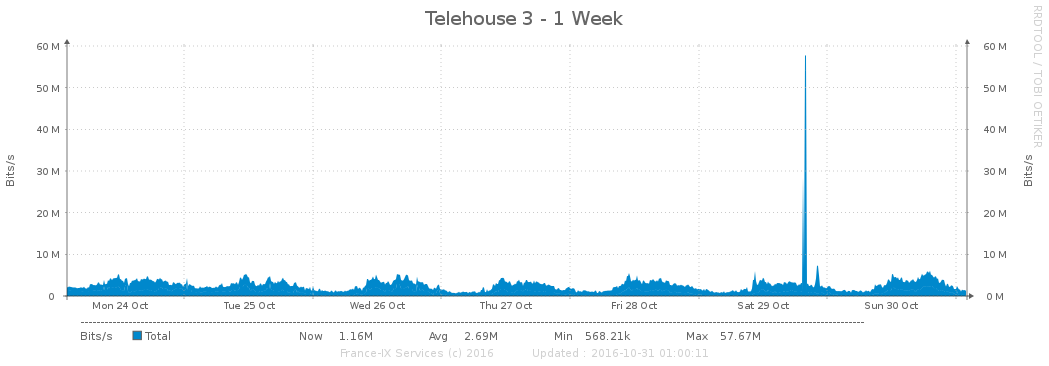 Telehouse 3 - 1 Week
RRDTOOL / TOBI OETIKER
60 M 60 M
50 M 50 M
40 M 40 M
30 M 30 M
20 M 20 M
10 M 10 M
0 0 M
Bits/s Bits/s
Mon 24 Oct Tue 25 Oct Wed 26 Oct Thu 27 Oct Fri 28 Oct Sat 29 Oct Sun 30 Oct
Bits/s Total Now 1.16M Avg 2.69M Min 568.21k Max 57.67M
France-IX Services (c) 2016 Updated : 2016-10-31 01:00:11